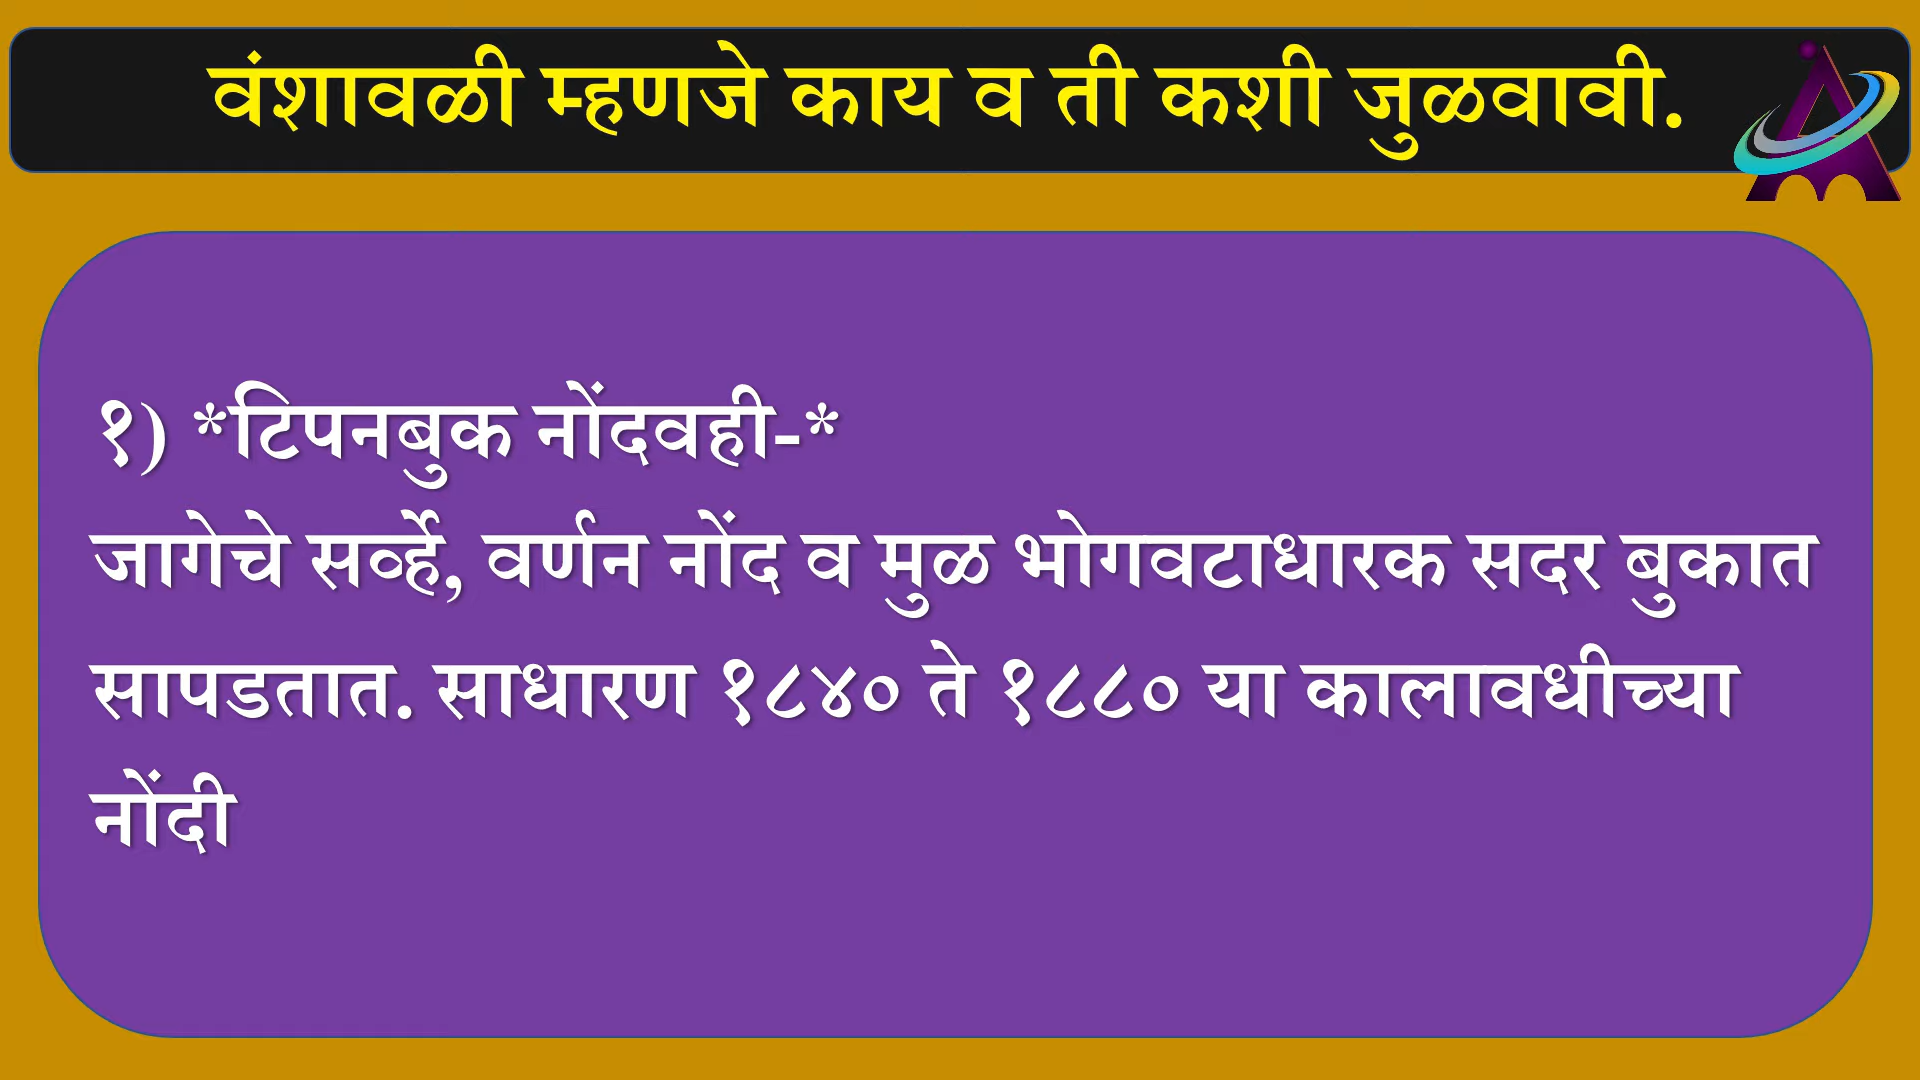 वंशावळी म्हणजे काय व ती कशी जुळवावी.
१) *टिपनबुक नोंदवही-*
जागेचे सर्व्हे, वर्णन नोंद व मुळ भोगवटाधारक सदर बुकात
सापडतात. साधारण १८४० ते १८८० या कालावधीच्या
नोंदी